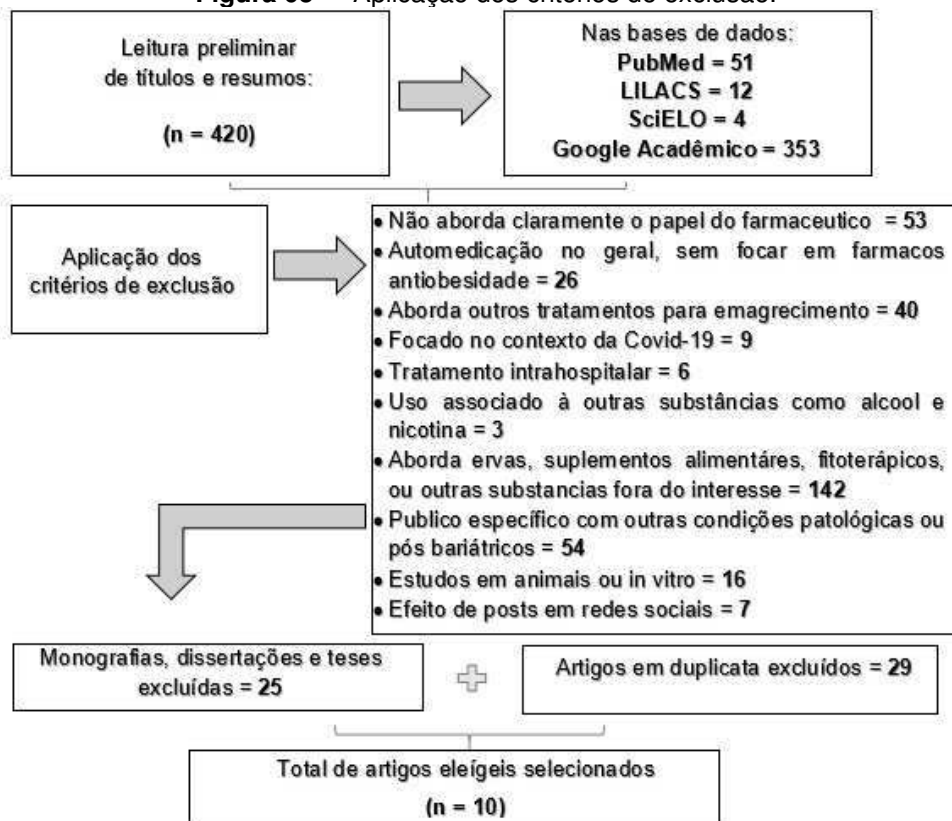 Leitura preliminar
de títulos e resumos:
(n = 420)
Nas bases de dados:
PubMed = 51
LILACS = 12
SciELO = 4
Google Acadêmico = 353
Aplicação dos
critérios de exclusão
• Não aborda claramente o papel do farmaceutico = 53
• Automedicação no geral, sem focar em farmacos
antiobesidade = 26
• Aborda outros tratamentos para emagrecimento = 40
• Focado no contexto da Covid-19 = 9
• Tratamento intrahospitalar = 6
• Uso associado à outras substâncias como alcool e
nicotina = 3
• Aborda ervas, suplementos alimentáres, fitoterápicos,
ou outras substancias fora do interesse = 142
• Publico específico com outras condições patológicas ou
pós bariátricos = 54
• Estudos em animais ou in vitro = 16
• Efeito de posts em redes sociais = 7
Monografias, dissertações e teses
excluídas = 25
Artigos em duplicata excluídos = 29
Total de artigos eleígeis selecionados
(n = 10)